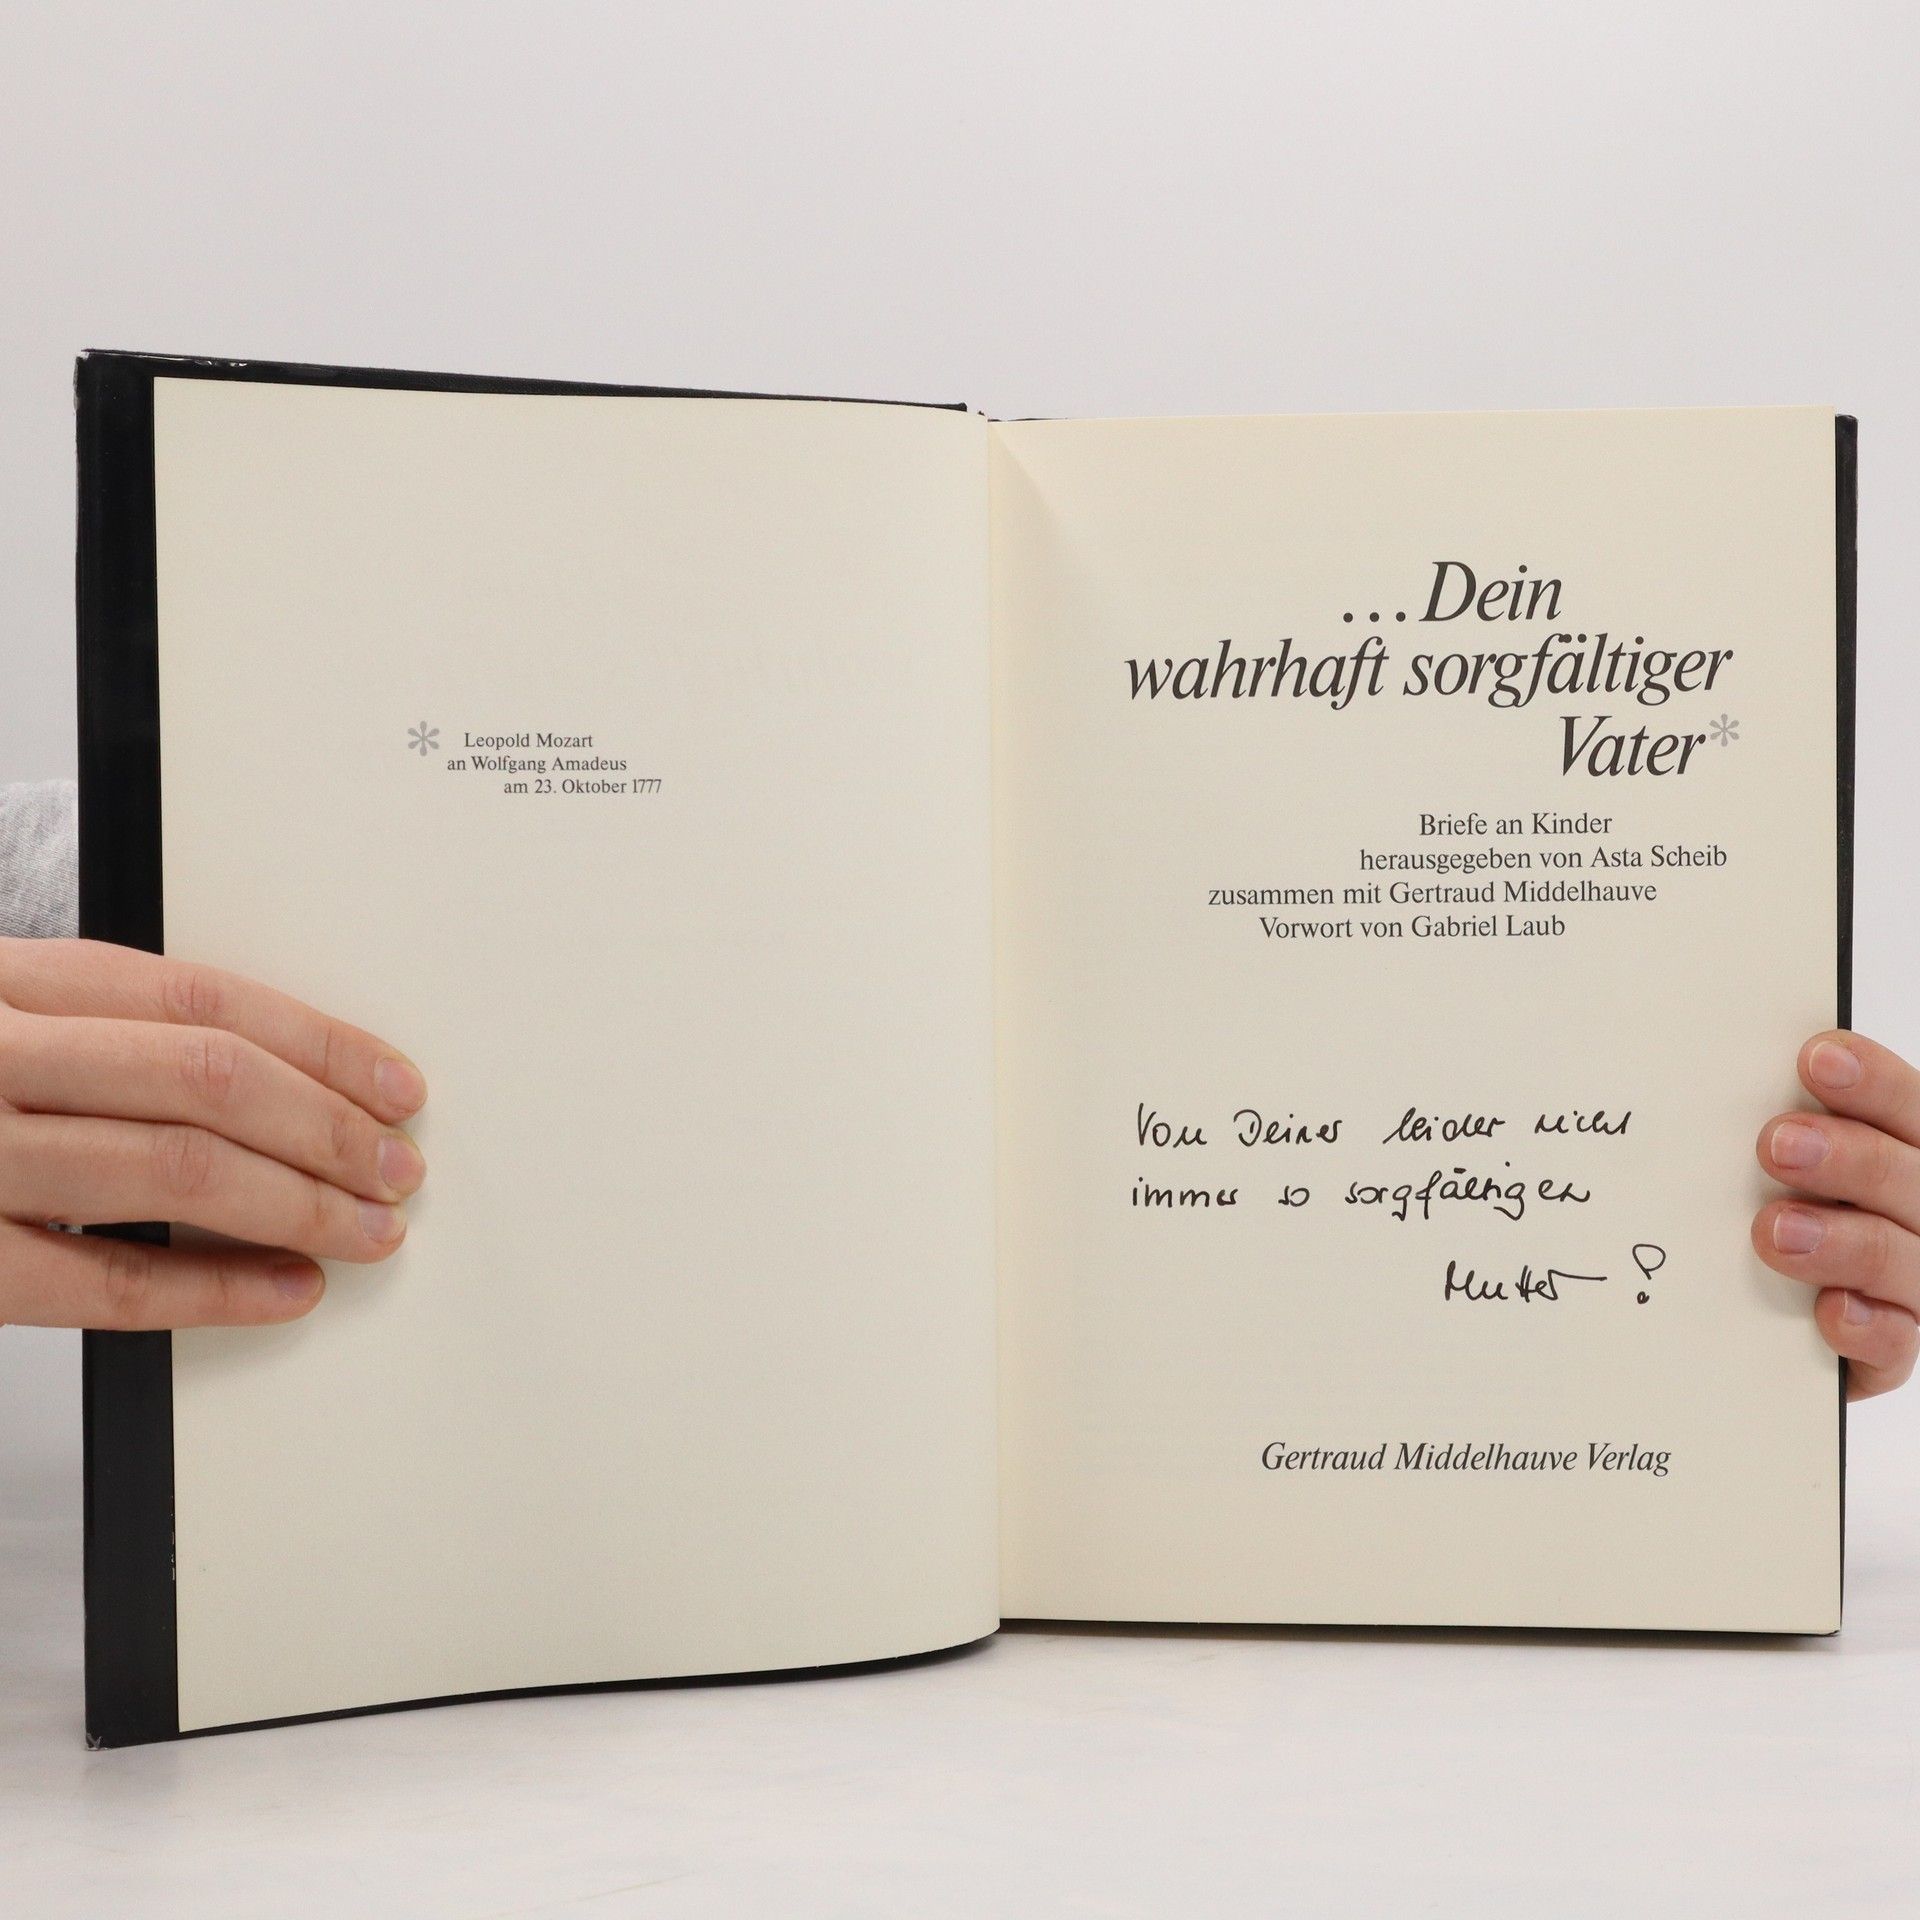 * Leopold Mozart
an Wolfgang Amadeus
am 23. Oktober 1777
...Dein
wahrhaft sorgfältiger
Vater*
Briefe an Kinder
herausgegeben von Asta Scheib
zusammen mit Gertraud Middelhauve
Vorwort von Gabriel Laub
Von Deiner leider nicht
immer so sorgfältigen
Mutter ?
Gertraud Middelhauve Verlag